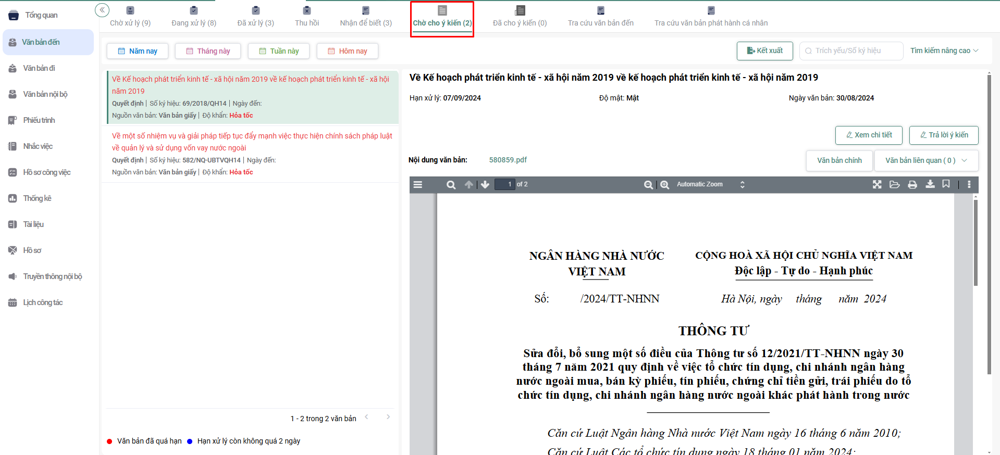 Tổng quan
Văn bản đến
Văn bản đi
Văn bản nội bộ
Phiếu trình
Nhắc việc
Hồ sơ công việc
Thống kê
Tài liệu
Hồ sơ
Truyền thông nội bộ
Lịch công tác
Chờ xử lý (9)
Đang xử lý (8)
Đã xử lý (3)
Thu hồi
Nhận để biết (3)
Chờ cho ý kiến (2)
Đã cho ý kiến (0)
Tra cứu văn bản đến
Tra cứu văn bản phát hành cá nhân
Năm nay
Tháng này
Tuần này
Hôm nay
Kết xuất
Trích yếu/Số ký hiệu
Tìm kiếm nâng cao
Về Kế hoạch phát triển kinh tế - xã hội năm 2019 về kế hoạch phát triển kinh tế - xã hội
năm 2019
Quyết định | Số ký hiệu: 69/2018/QH14 | Ngày đến:
Nguồn văn bản: Văn bản giấy | Độ khẩn: Hỏa tốc
Về một số nhiệm vụ và giải pháp tiếp tục đẩy mạnh việc thực hiện chính sách pháp luật
về quản lý và sử dụng vốn vay nước ngoài
Quyết định | Số ký hiệu: 582/NQ-UBTVQH14 | Ngày đến:
Nguồn văn bản: Văn bản giấy | Độ khẩn: Hỏa tốc
1 - 2 trong 2 văn bản
Văn bản đã quá hạn
Hạn xử lý còn không quá 2 ngày
Về Kế hoạch phát triển kinh tế - xã hội năm 2019 về kế hoạch phát triển kinh tế - xã hội năm 2019
Hạn xử lý: 07/09/2024
Độ mật: Mật
Ngày văn bản: 30/08/2024
Xem chi tiết
Trả lời ý kiến
Nội dung văn bản:
580859.pdf
Văn bản chính
Văn bản liên quan ( 0 )
1 of 2
Automatic Zoom
NGÂN HÀNG NHÀ NƯỚC
VIỆT NAM
CỘNG HOÀ XÃ HỘI CHỦ NGHĨA VIỆT NAM
Độc lập - Tự do - Hạnh phúc
Số: /2024/TT-NHNN
Hà Nội, ngày tháng năm 2024
THÔNG TƯ
Sửa đổi, bổ sung một số điều của Thông tư số 12/2021/TT-NHNN ngày 30
tháng 7 năm 2021 quy định về việc tổ chức tín dụng, chi nhánh ngân hàng
nước ngoài mua, bán kỳ phiếu, tín phiếu, chứng chỉ tiền gửi, trái phiếu do tổ
chức tín dụng, chi nhánh ngân hàng nước ngoài khác phát hành trong nước
Căn cứ Luật Ngân hàng Nhà nước Việt Nam ngày 16 tháng 6 năm 2010;
Căn cứ Luật Các tổ chức tín dụng ngày 18 tháng 01 năm 2024;